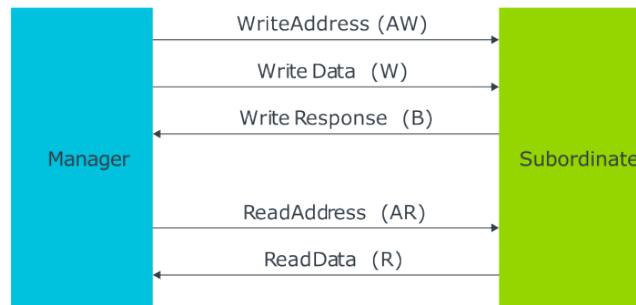 WriteAddress (AW)
Write Data (W)
Write Response (B)
Manager
Subordinate
ReadAddress (AR)
ReadData (R)